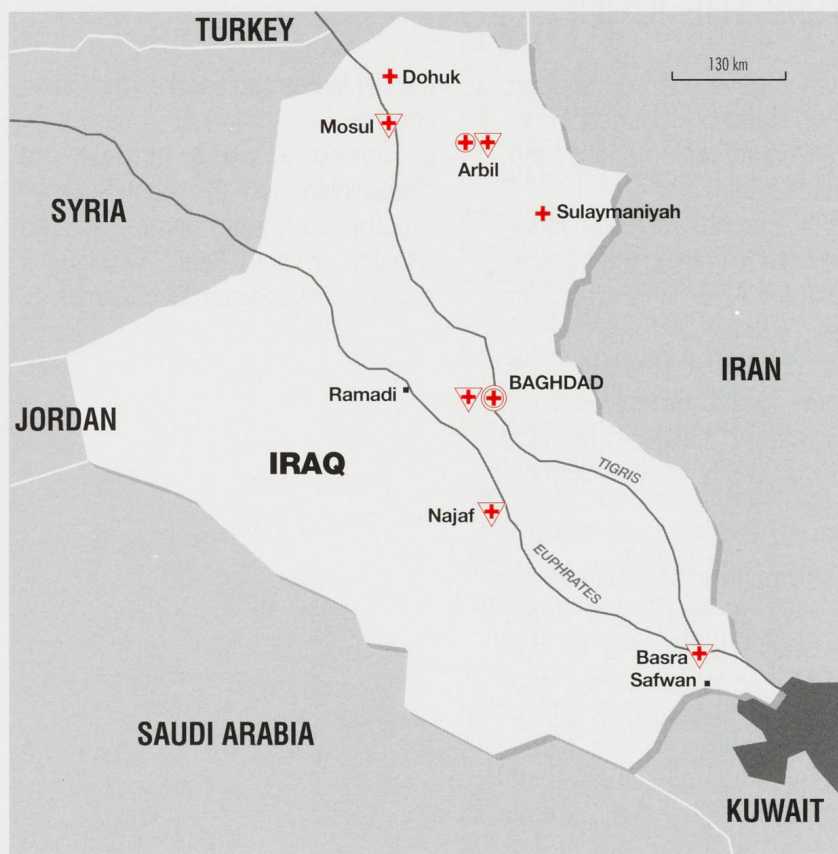 TURKEY
130 km
Dohuk
Mosul
Arbil
SYRIA
Sulaymaniyah
IRAN
BAGHDAD
Ramadi
JORDAN
IRAQ
TIGRIS
Najaf
EUPHRATES
Basra
Safwan
SAUDI ARABIA
KUWAIT